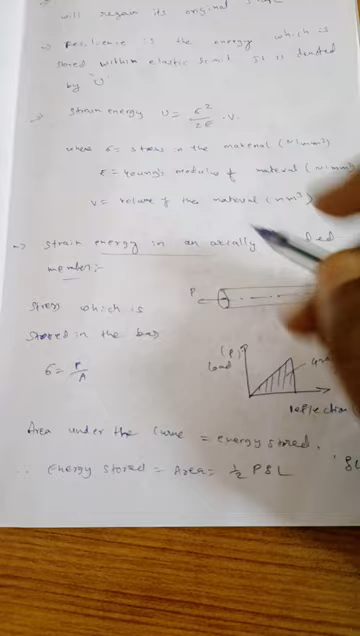 will regain its original
=> Resilience is the energy which is
stored within elastic limit. It is denoted
by "U"
-> Strain energy U = σ²/2E . V.
where σ = stress in the material (N/mm²)
E = young's modulus of material (N/mm
V = volume of the material (mm³)
=> Strain energy in an axially
member:-
P
Stress which is
stored in the bar
σ = P/A
(P)
Load
Deflection
Area under the curve = energy stored.
∴ Energy stored = Area = 1/2 P δL
δL